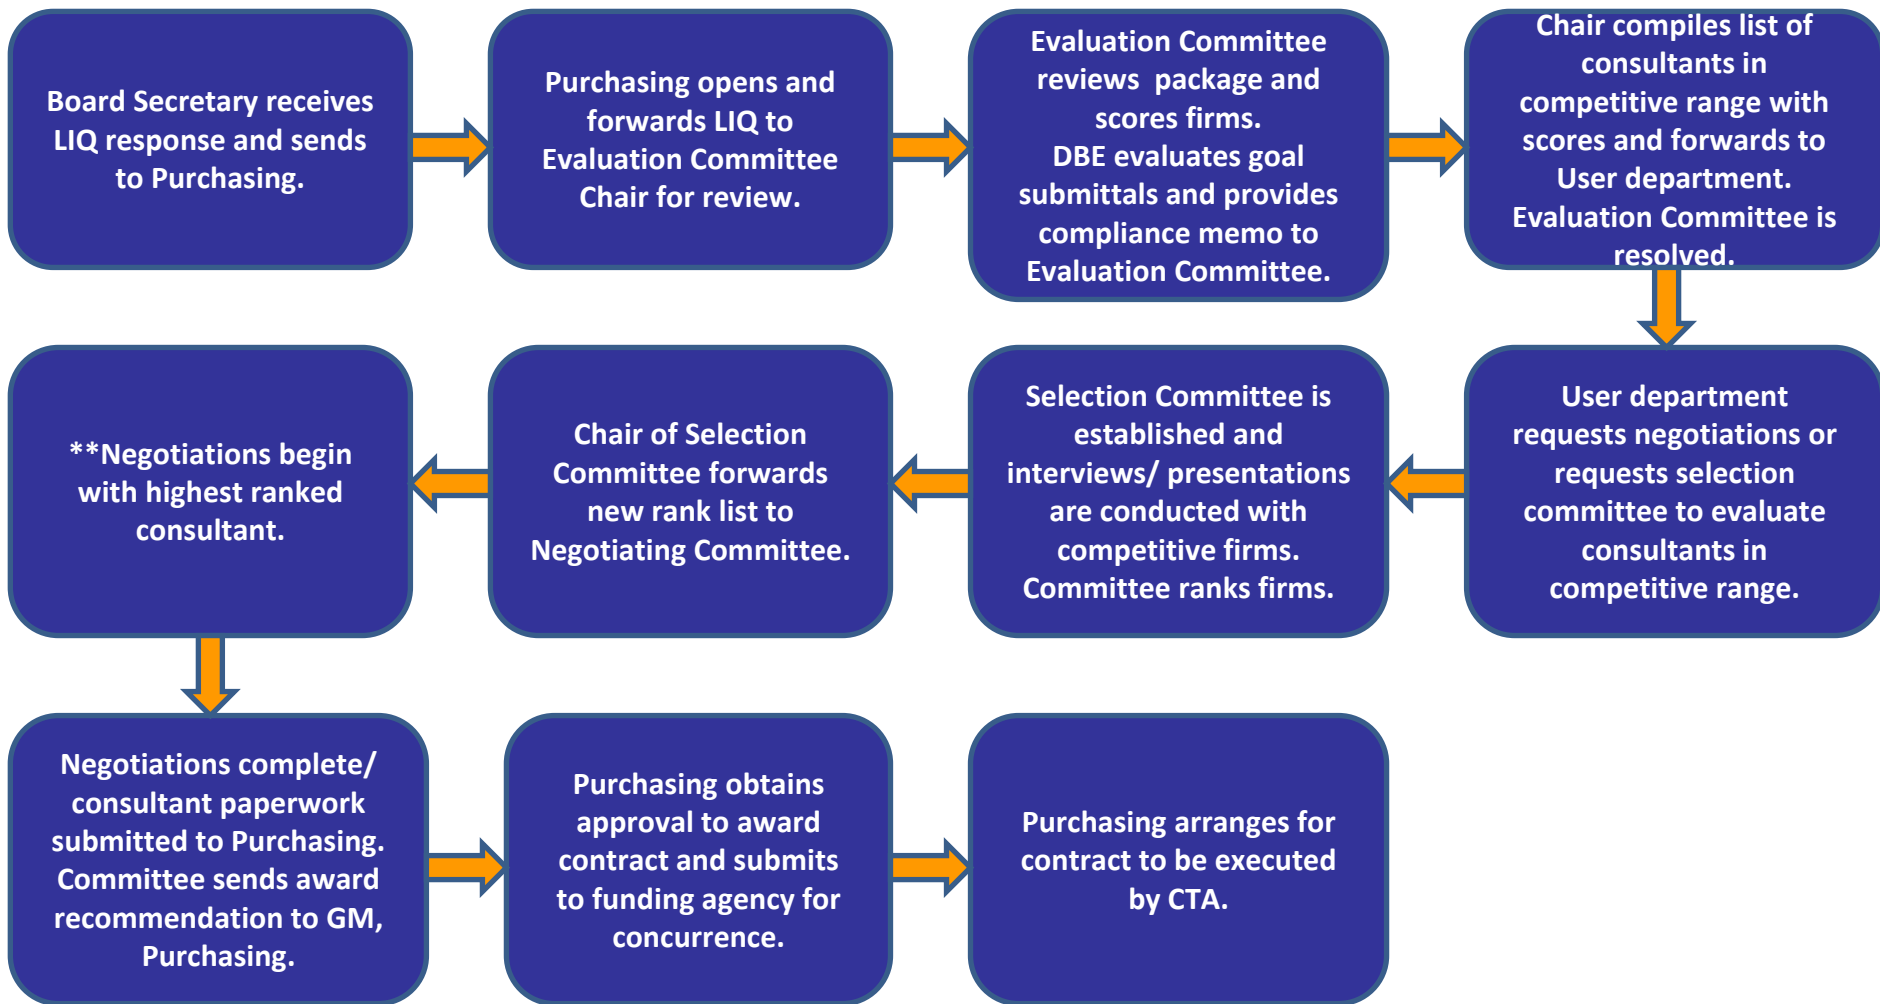 Board Secretary receives
LIQ response and sends
to Purchasing.
Purchasing opens and
forwards LIQ to
Evaluation Committee
Chair for review.
Evaluation Committee
reviews package and
scores firms.
DBE evaluates goal
submittals and provides
compliance memo to
Evaluation Committee.
Chair compiles list of
consultants in
competitive range with
scores and forwards to
User department.
Evaluation Committee is
resolved.
User department
requests negotiations or
requests selection
committee to evaluate
consultants in
competitive range.
Selection Committee is
established and
interviews/ presentations
are conducted with
competitive firms.
Committee ranks firms.
Chair of Selection
Committee forwards
new rank list to
Negotiating Committee.
**Negotiations begin
with highest ranked
consultant.
Negotiations complete/
consultant paperwork
submitted to Purchasing.
Committee sends award
recommendation to GM,
Purchasing.
Purchasing obtains
approval to award
contract and submits
to funding agency for
concurrence.
Purchasing arranges for
contract to be executed
by CTA.